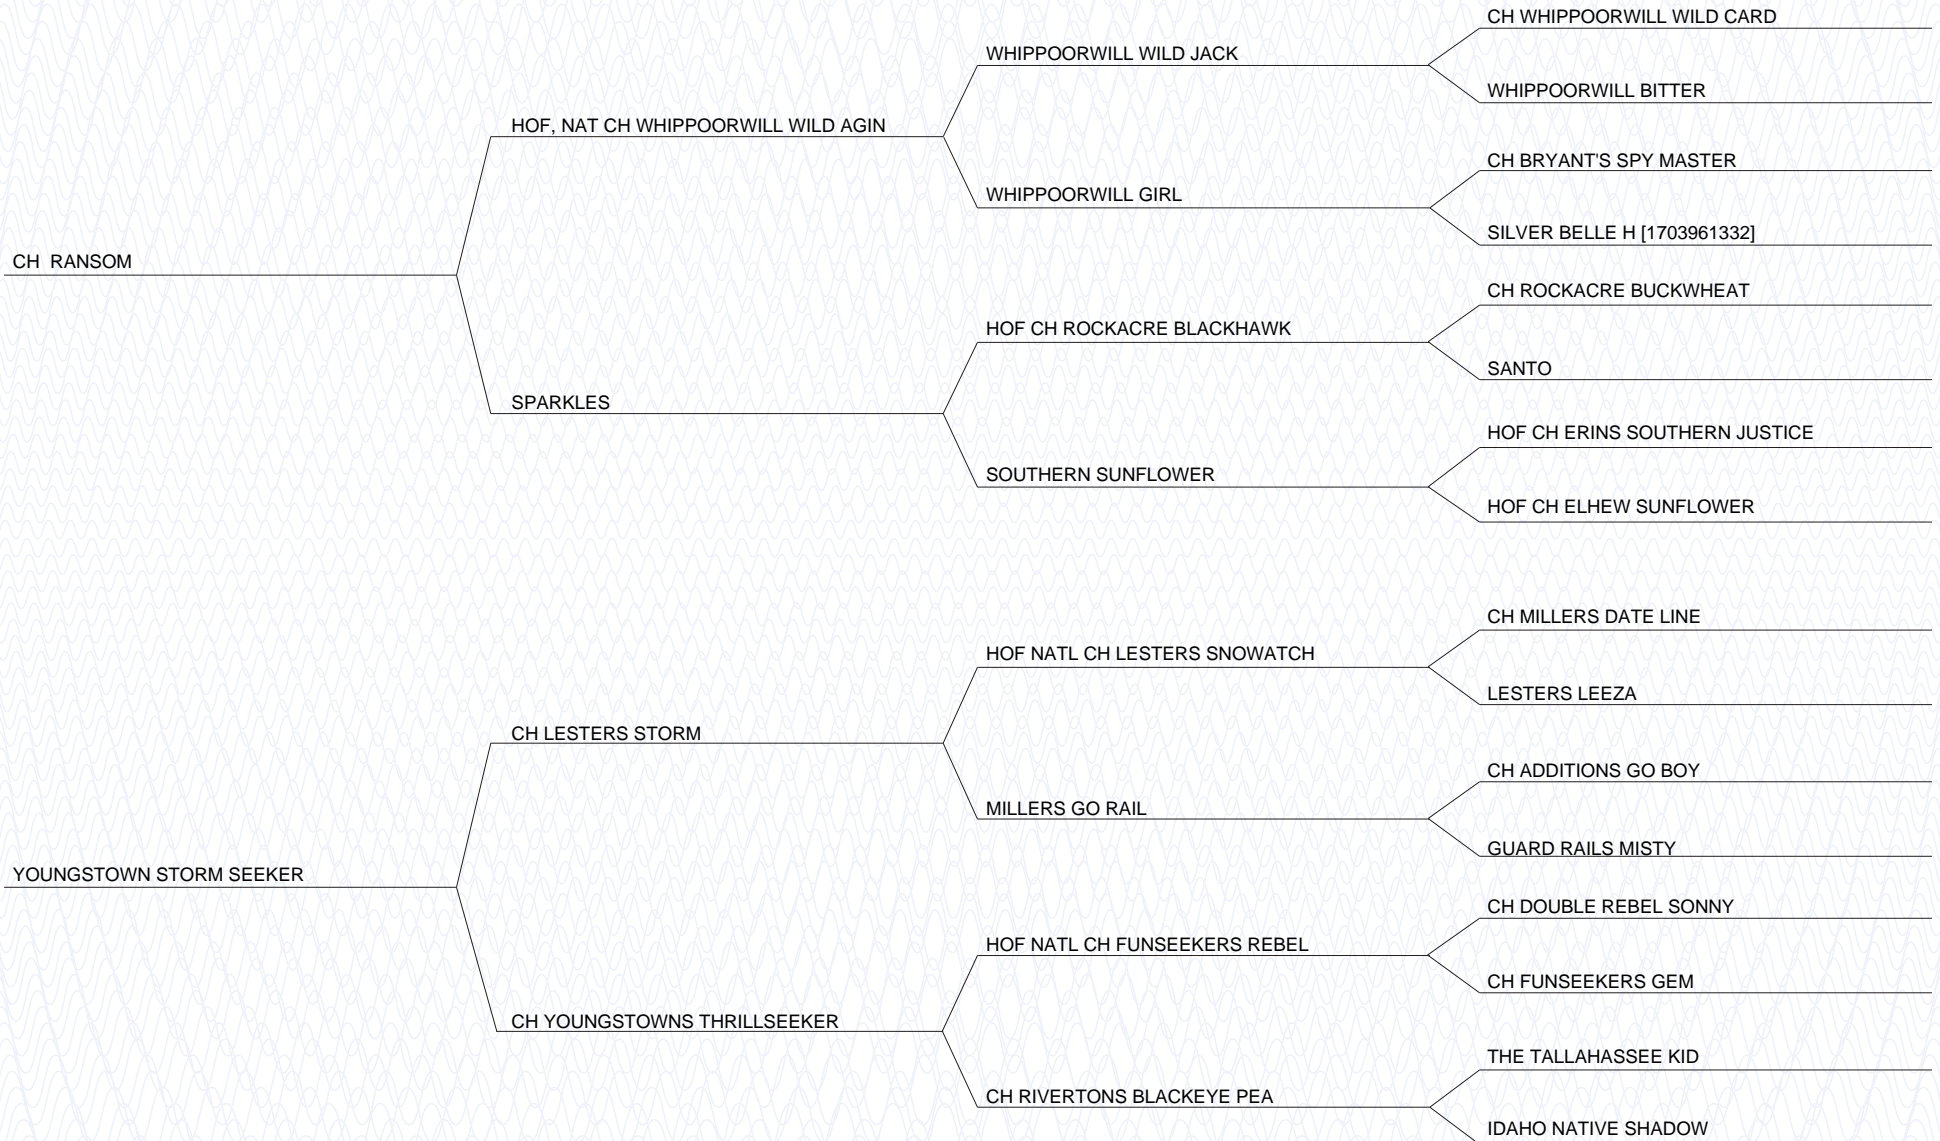 CH WHIPPOORWILL WILD CARD
WHIPPOORWILL WILD JACK
WHIPPOORWILL BITTER
HOF, NAT CH WHIPPOORWILL WILD AGIN
CH BRYANT'S SPY MASTER
WHIPPOORWILL GIRL
SILVER BELLE H [1703961332]
CH  RANSOM
CH ROCKACRE BUCKWHEAT
HOF CH ROCKACRE BLACKHAWK
SANTO
SPARKLES
HOF CH ERINS SOUTHERN JUSTICE
SOUTHERN SUNFLOWER
HOF CH ELHEW SUNFLOWER
CH MILLERS DATE LINE
HOF NATL CH LESTERS SNOWATCH
LESTERS LEEZA
CH LESTERS STORM
CH ADDITIONS GO BOY
MILLERS GO RAIL
GUARD RAILS MISTY
YOUNGSTOWN STORM SEEKER
CH DOUBLE REBEL SONNY
HOF NATL CH FUNSEEKERS REBEL
CH FUNSEEKERS GEM
CH YOUNGSTOWNS THRILLSEEKER
THE TALLAHASSEE KID
CH RIVERTONS BLACKEYE PEA
IDAHO NATIVE SHADOW